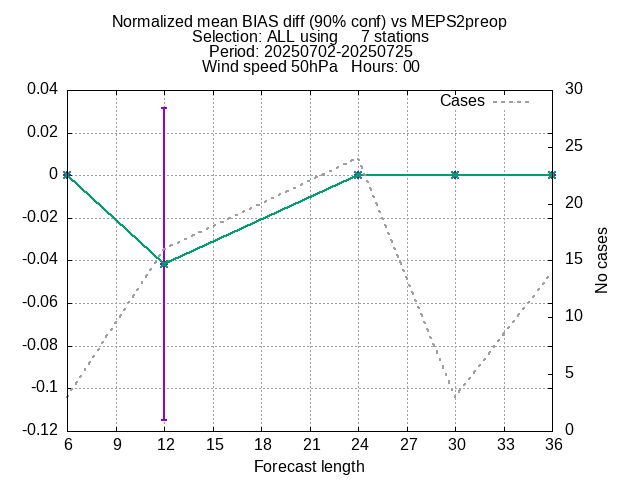 Normalized mean BIAS diff (90% conf) vs MEPS2preop
Selection: ALL using     7 stations
Period: 20250702-20250725
Wind speed 50hPa   Hours: 00
Cases
0.04
0.02
0
-0.02
-0.04
-0.06
-0.08
-0.1
-0.12
30
25
20
15
10
5
0
No cases
6 9 12 15 18 21 24 27 30 33 36
Forecast length